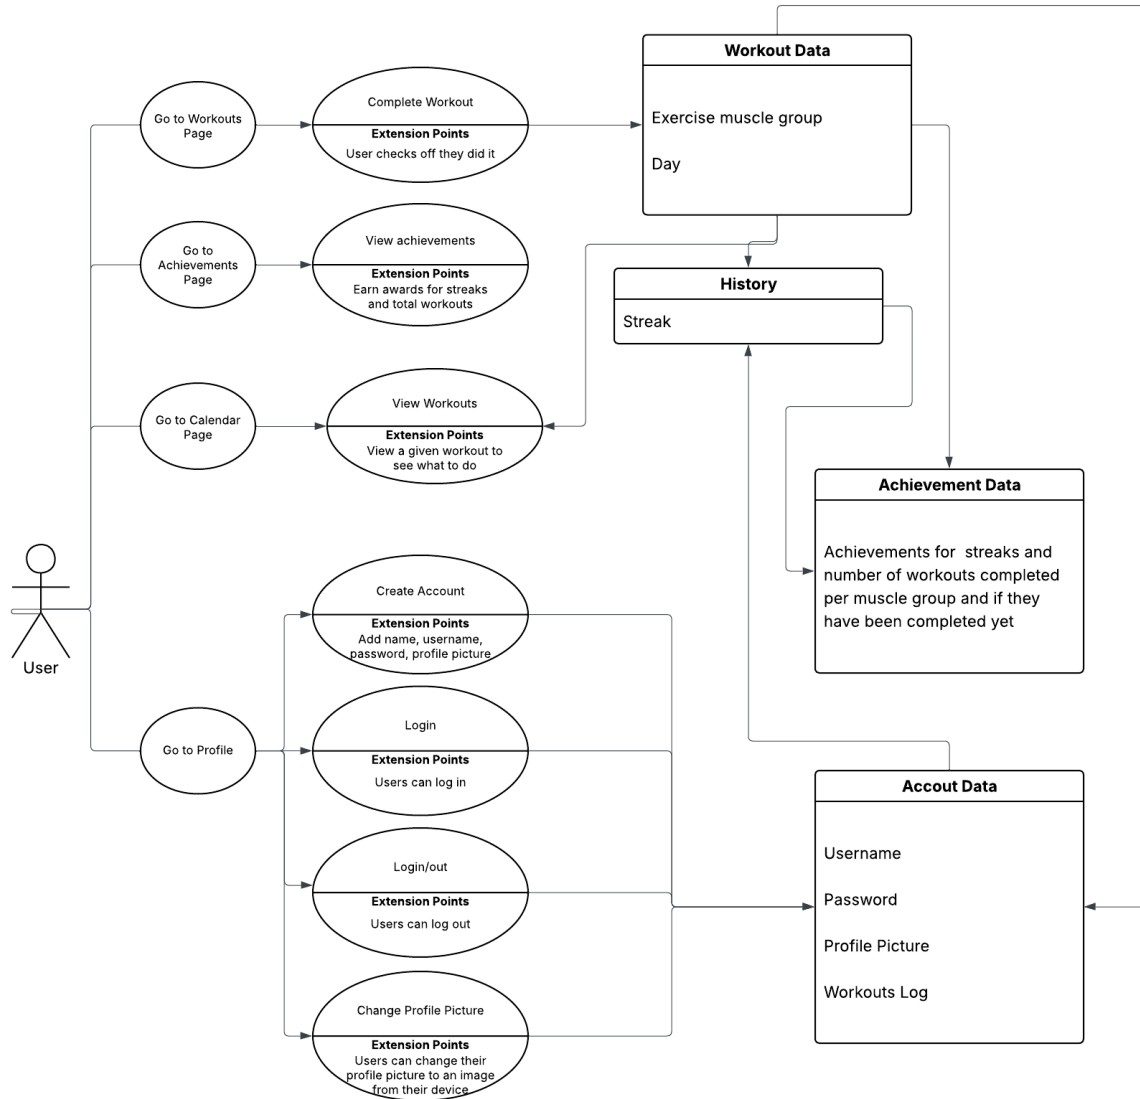 Workout Data
Exercise muscle group
Day
Go to Workouts
Page
Complete Workout
Extension Points
User checks off they did it
Go to
Achievements
Page
View achievements
Extension Points
Earn awards for streaks
and total workouts
History
Streak
Go to Calendar
Page
View Workouts
Extension Points
View a given workout to
see what to do
Achievement Data
Achievements for  streaks and
number of workouts completed
per muscle group and if they
have been completed yet
User
Create Account
Extension Points
Add name, username,
password, profile picture
Go to Profile
Login
Extension Points
Users can log in
Login/out
Extension Points
Users can log out
Change Profile Picture
Extension Points
Users can change their
profile picture to an image
from their device
Accout Data
Username
Password
Profile Picture
Workouts Log